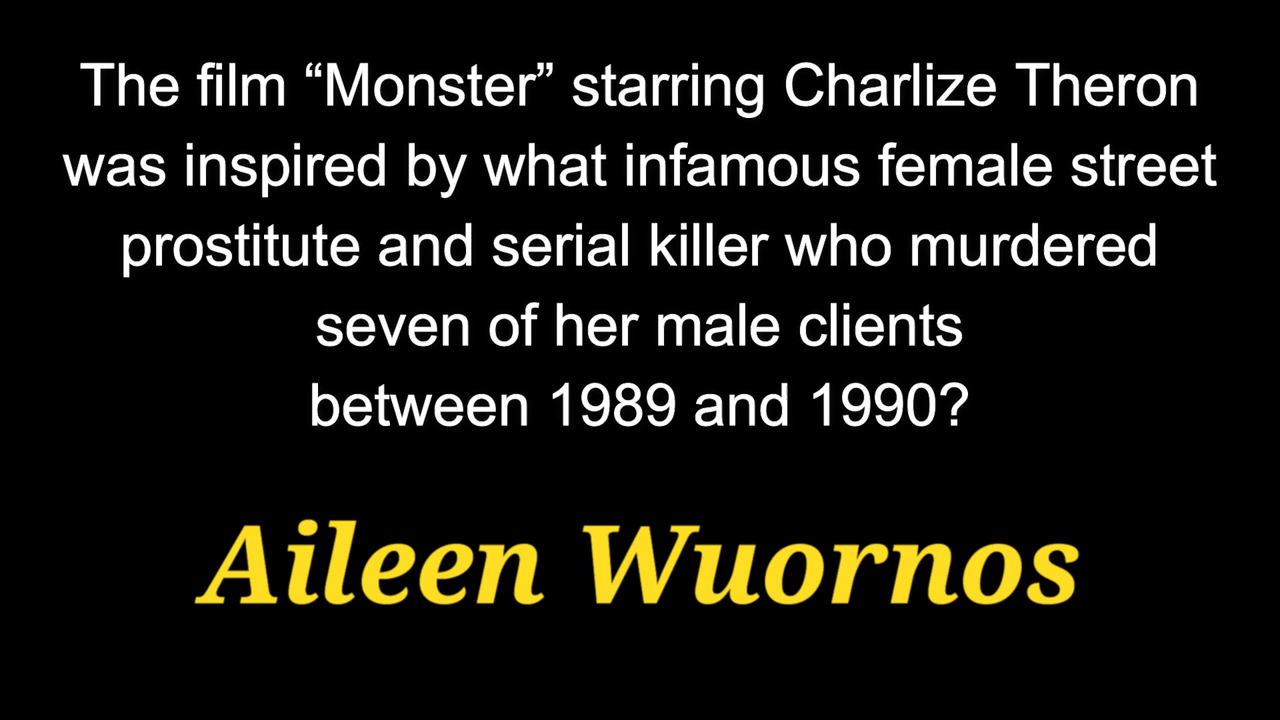 The film “Monster” starring Charlize Theron
was inspired by what infamous female street
prostitute and serial killer who murdered
seven of her male clients
between 1989 and 1990?
Aileen Wuornos